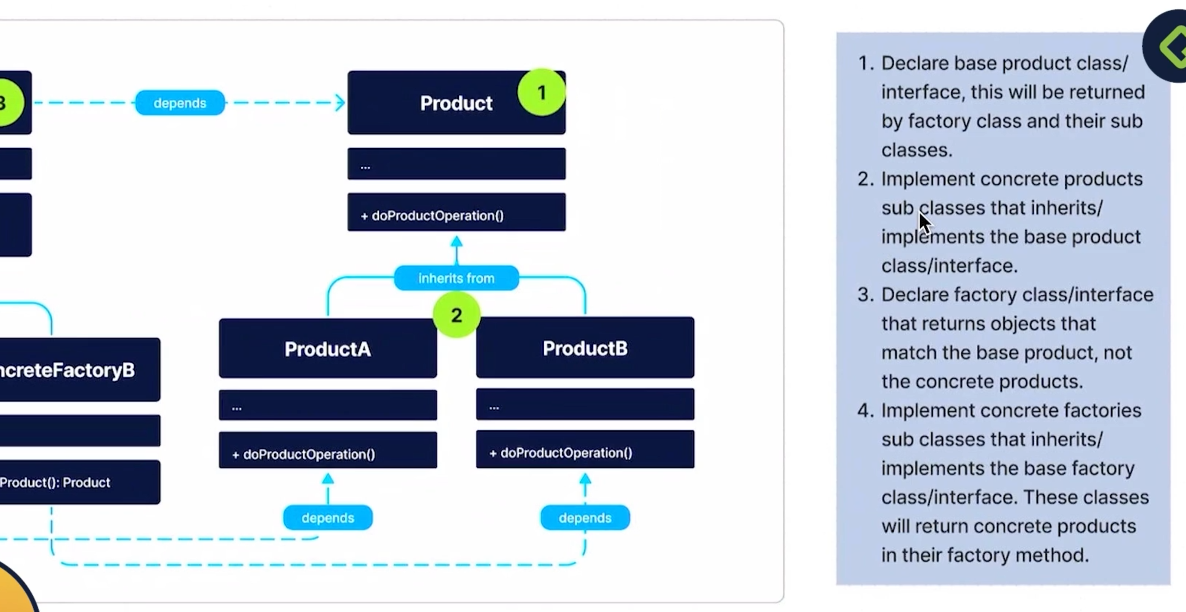 3
depends
Product
1
...
+ doProductOperation()
inherits from
2
ncreteFactoryB
Product(): Product
ProductA
...
+ doProductOperation()
ProductB
...
+ doProductOperation()
depends
depends
1. Declare base product class/
interface, this will be returned
by factory class and their sub
classes.
2. Implement concrete products
sub classes that inherits/
implements the base product
class/interface.
3. Declare factory class/interface
that returns objects that
match the base product, not
the concrete products.
4. Implement concrete factories
sub classes that inherits/
implements the base factory
class/interface. These classes
will return concrete products
in their factory method.